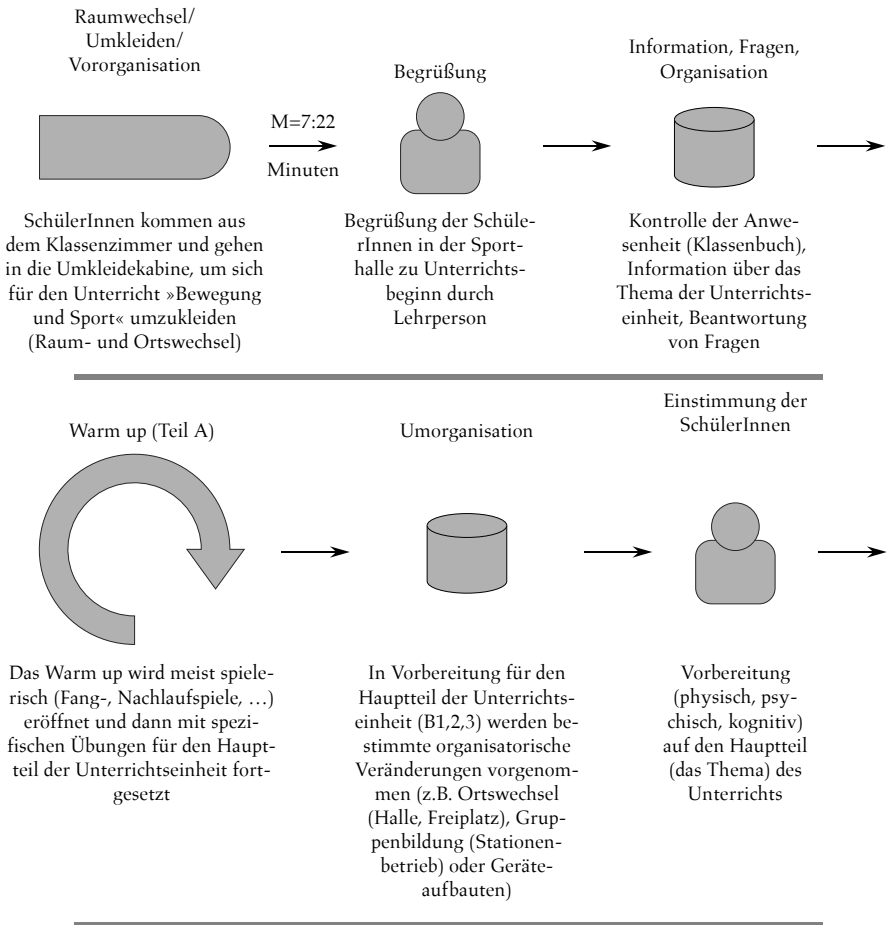 Raumwechsel/
Umkleiden/
Vororganisation
SchülerInnen kommen aus
dem Klassenzimmer und gehen
in die Umkleidekabine, um sich
für den Unterricht »Bewegung
und Sport« umzukleiden
(Raum- und Ortswechsel)
M=7:22
Minuten
Begrüßung
Begrüßung der Schüle-
rInnen in der Sport-
halle zu Unterrichts-
beginn durch
Lehrperson
Information, Fragen,
Organisation
Kontrolle der Anwe-
senheit (Klassenbuch),
Information über das
Thema der Unterrichts-
einheit, Beantwortung
von Fragen
Warm up (Teil A)
Das Warm up wird meist spiele-
risch (Fang-, Nachlaufspiele, …)
eröffnet und dann mit spezi-
fischen Übungen für den Haupt-
teil der Unterrichtseinheit fort-
gesetzt
Umorganisation
In Vorbereitung für den
Hauptteil der Unterrichts-
einheit (B1,2,3) werden be-
stimmte organisatorische
Veränderungen vorgenom-
men (z.B. Ortswechsel
(Halle, Freiplatz), Grup-
penbildung (Stationen-
betrieb) oder Geräte-
aufbauten)
Einstimmung der
SchülerInnen
Vorbereitung
(physisch, psy-
chisch, kognitiv)
auf den Hauptteil
(das Thema) des
Unterrichts